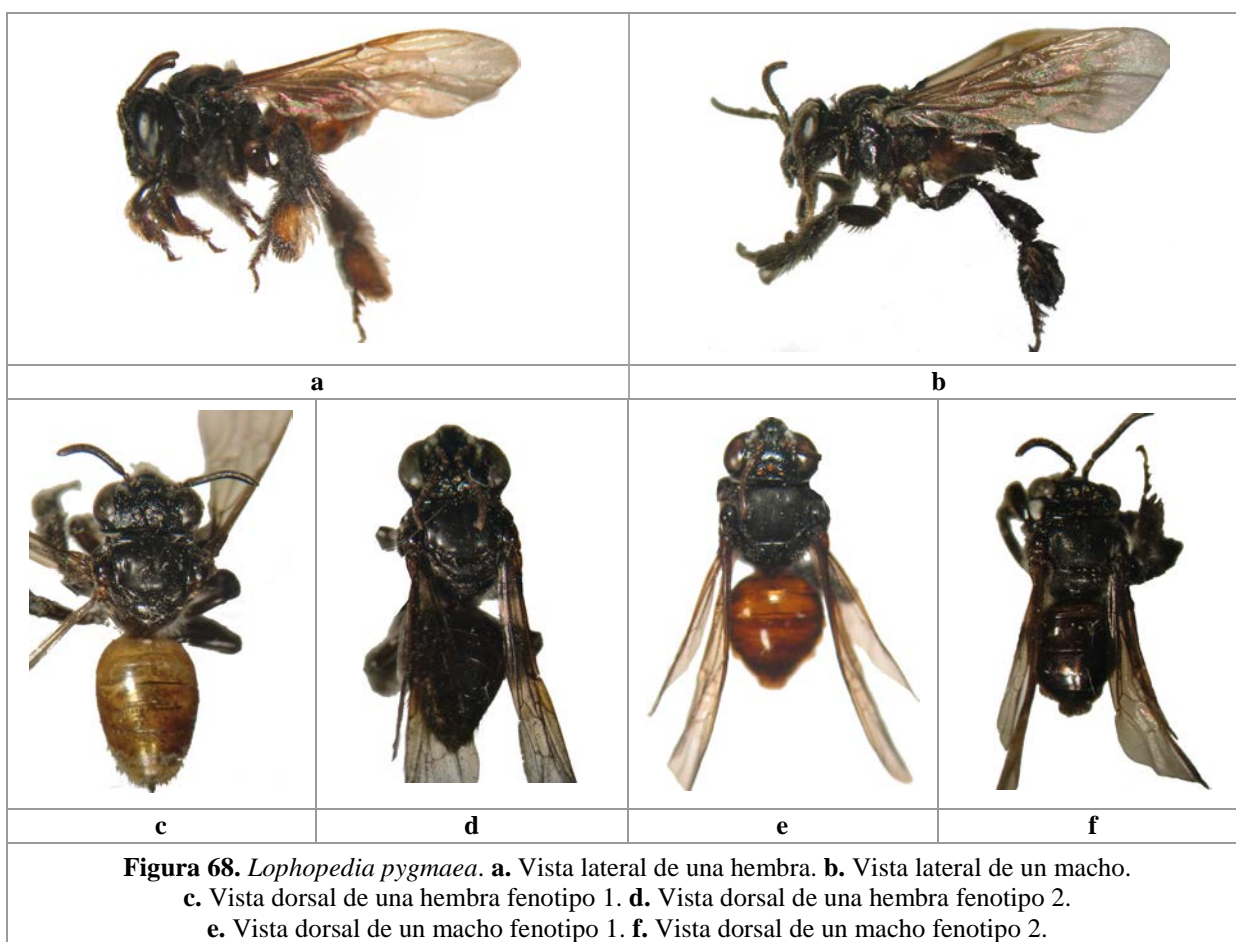 a
b
c
d
e
f
Figura 68. Lophopedia pygmaea. a. Vista lateral de una hembra. b. Vista lateral de un macho.
c. Vista dorsal de una hembra fenotipo 1. d. Vista dorsal de una hembra fenotipo 2.
e. Vista dorsal de un macho fenotipo 1. f. Vista dorsal de un macho fenotipo 2.